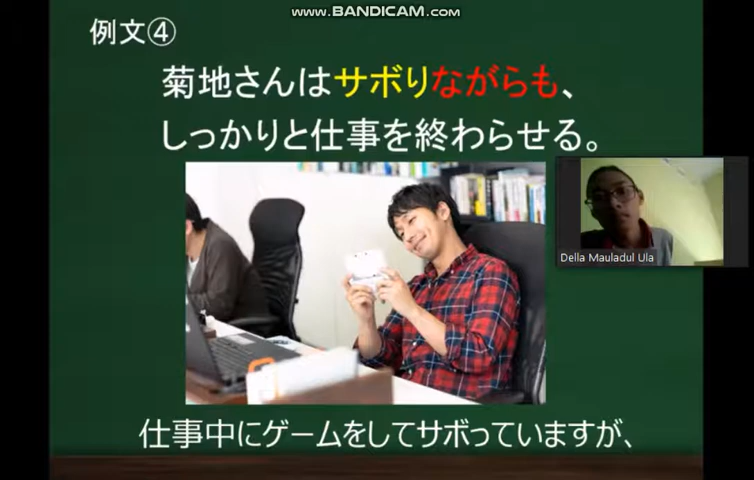 www.BANDICAM.com
例文④
菊地さんはサボりながらも、
しっかりと仕事を終わらせる。
Della Mauladul Ula
仕事中にゲームをしてサボっていますが、